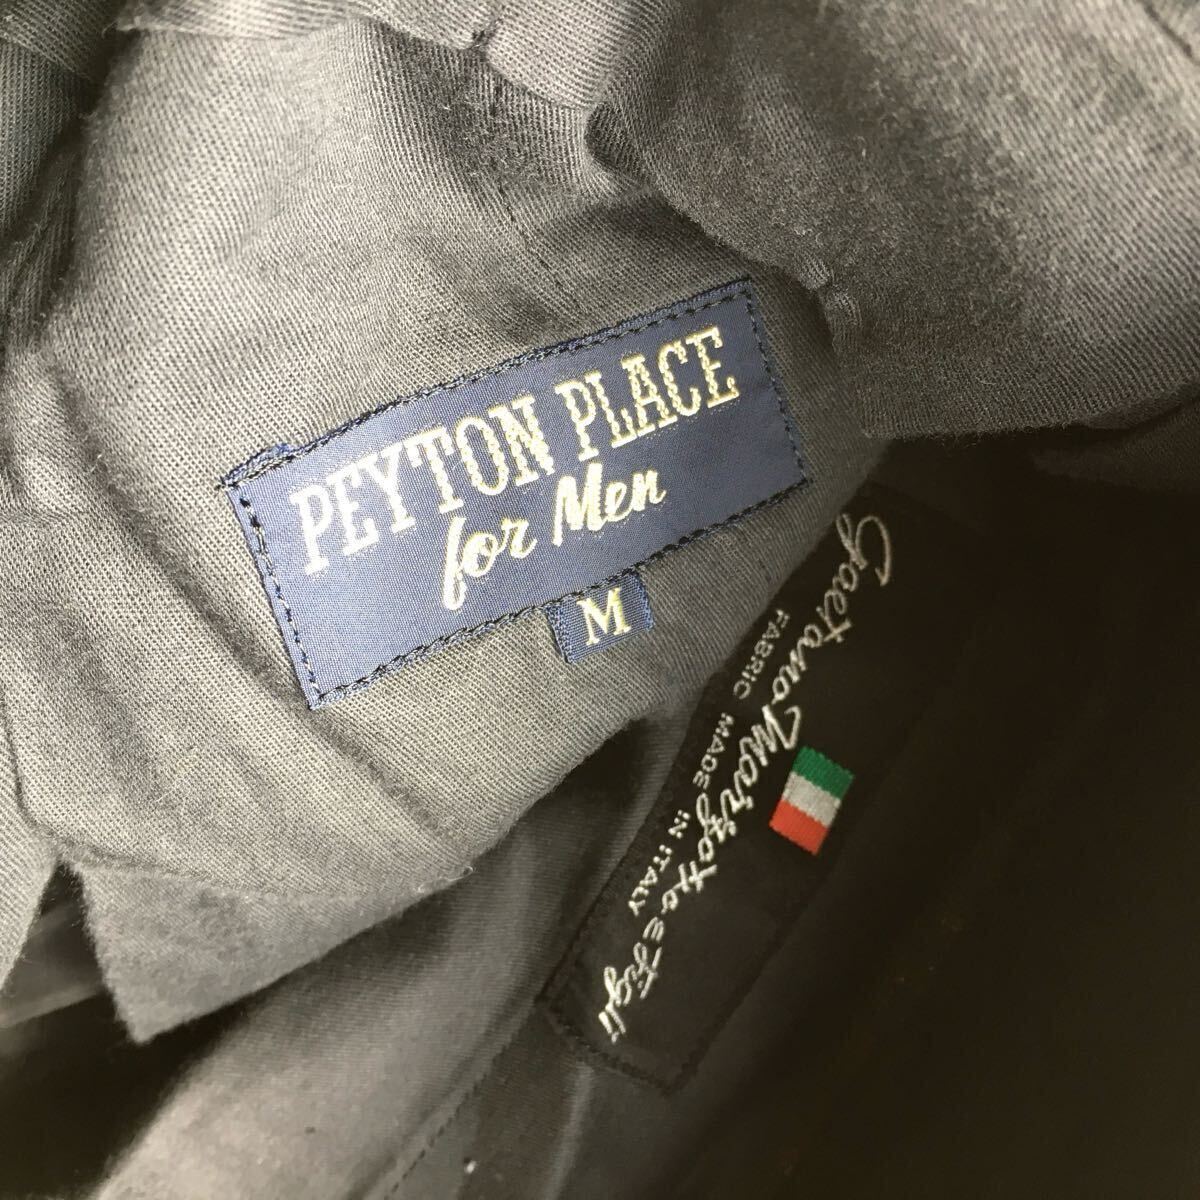 PEYTON PLACE
for Men
M
Gaetano Marzotto e Figli
FABRIC MADE IN ITALY